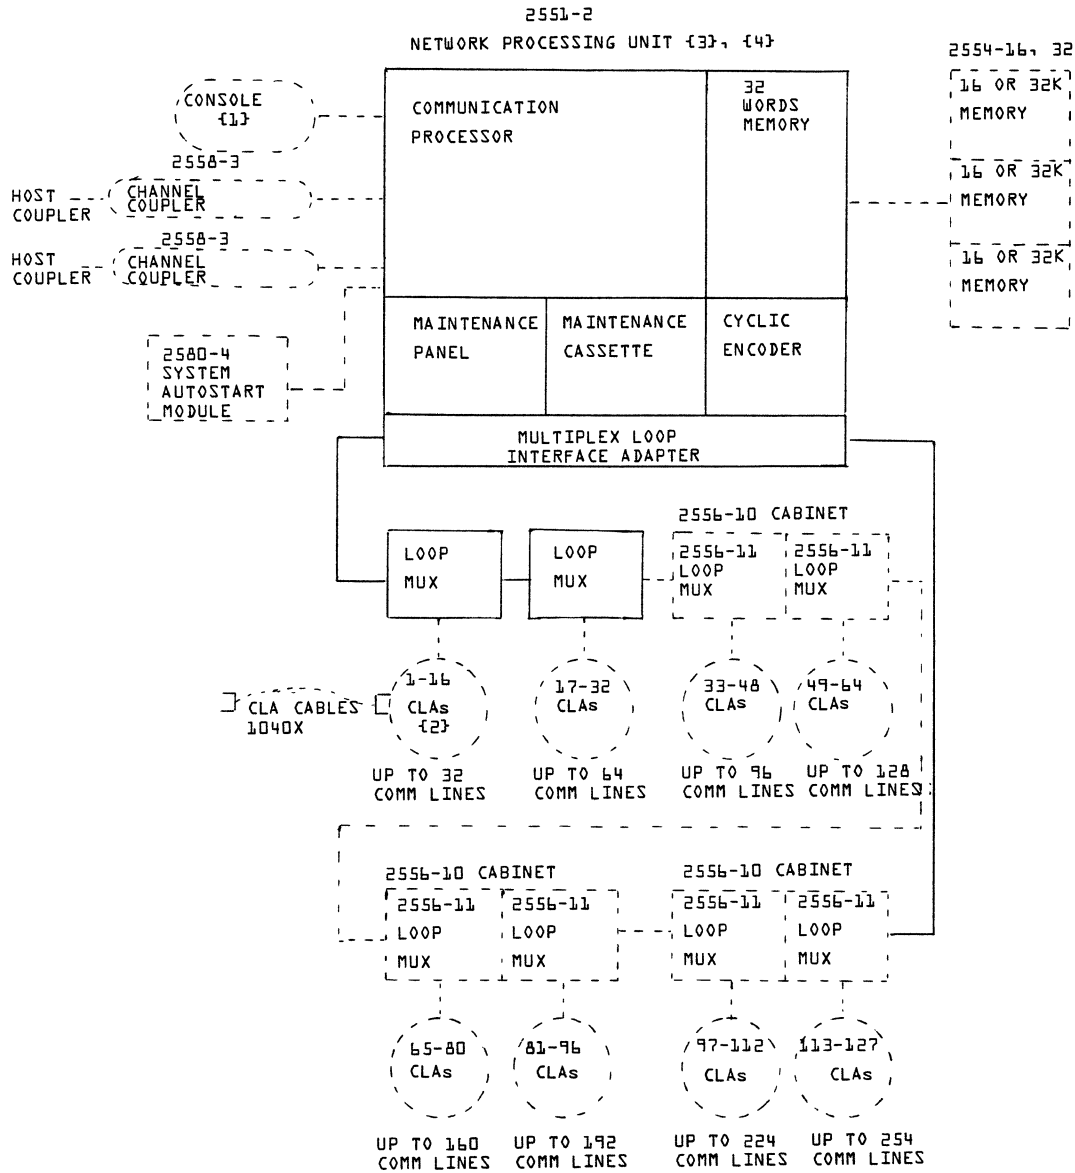 2551-2
NETWORK PROCESSING UNIT {3}, {4}
2554-16, 32
CONSOLE
{1}
COMMUNICATION
PROCESSOR
32
WORDS
MEMORY
16 OR 32K
MEMORY
2558-3
HOST
COUPLER
CHANNEL
COUPLER
16 OR 32K
MEMORY
2558-3
HOST
COUPLER
CHANNEL
COUPLER
16 OR 32K
MEMORY
2580-4
SYSTEM
AUTOSTART
MODULE
MAINTENANCE
PANEL
MAINTENANCE
CASSETTE
CYCLIC
ENCODER
MULTIPLEX LOOP
INTERFACE ADAPTER
2556-10 CABINET
LOOP
MUX
LOOP
MUX
2556-11
LOOP
MUX
2556-11
LOOP
MUX
CLA CABLES
1040X
1-16
CLAs
{2}
17-32
CLAs
33-48
CLAs
49-64
CLAs
UP TO 32
COMM LINES
UP TO 64
COMM LINES
UP TO 96
COMM LINES
UP TO 128
COMM LINES
2556-10 CABINET
2556-10 CABINET
2556-11
LOOP
MUX
2556-11
LOOP
MUX
2556-11
LOOP
MUX
2556-11
LOOP
MUX
65-80
CLAs
81-96
CLAs
97-112
CLAs
113-127
CLAs
UP TO 160
COMM LINES
UP TO 192
COMM LINES
UP TO 224
COMM LINES
UP TO 254
COMM LINES